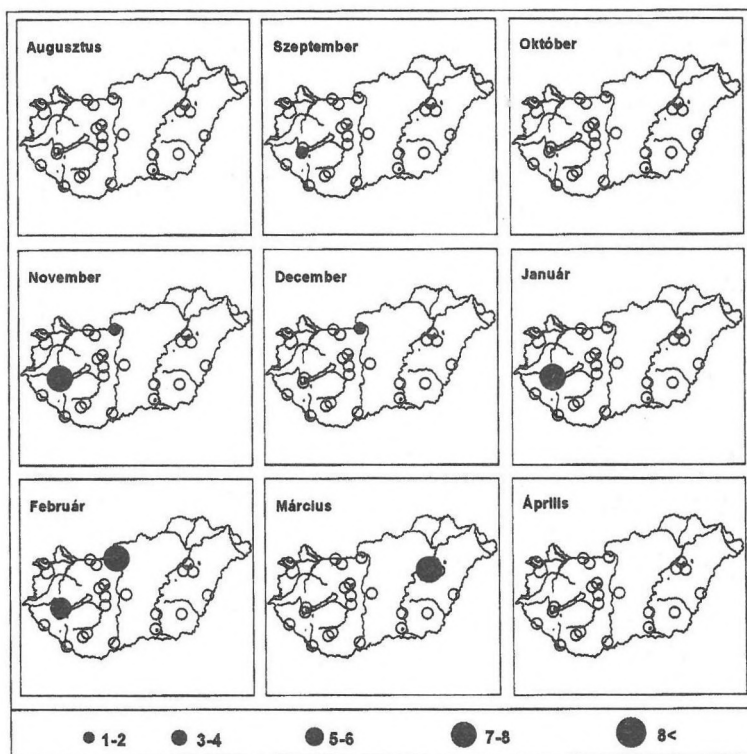 Augusztus
Szeptember
Október
November
December
Január
Február
Március
Április
1-2
3-4
5-6
7-8
8<